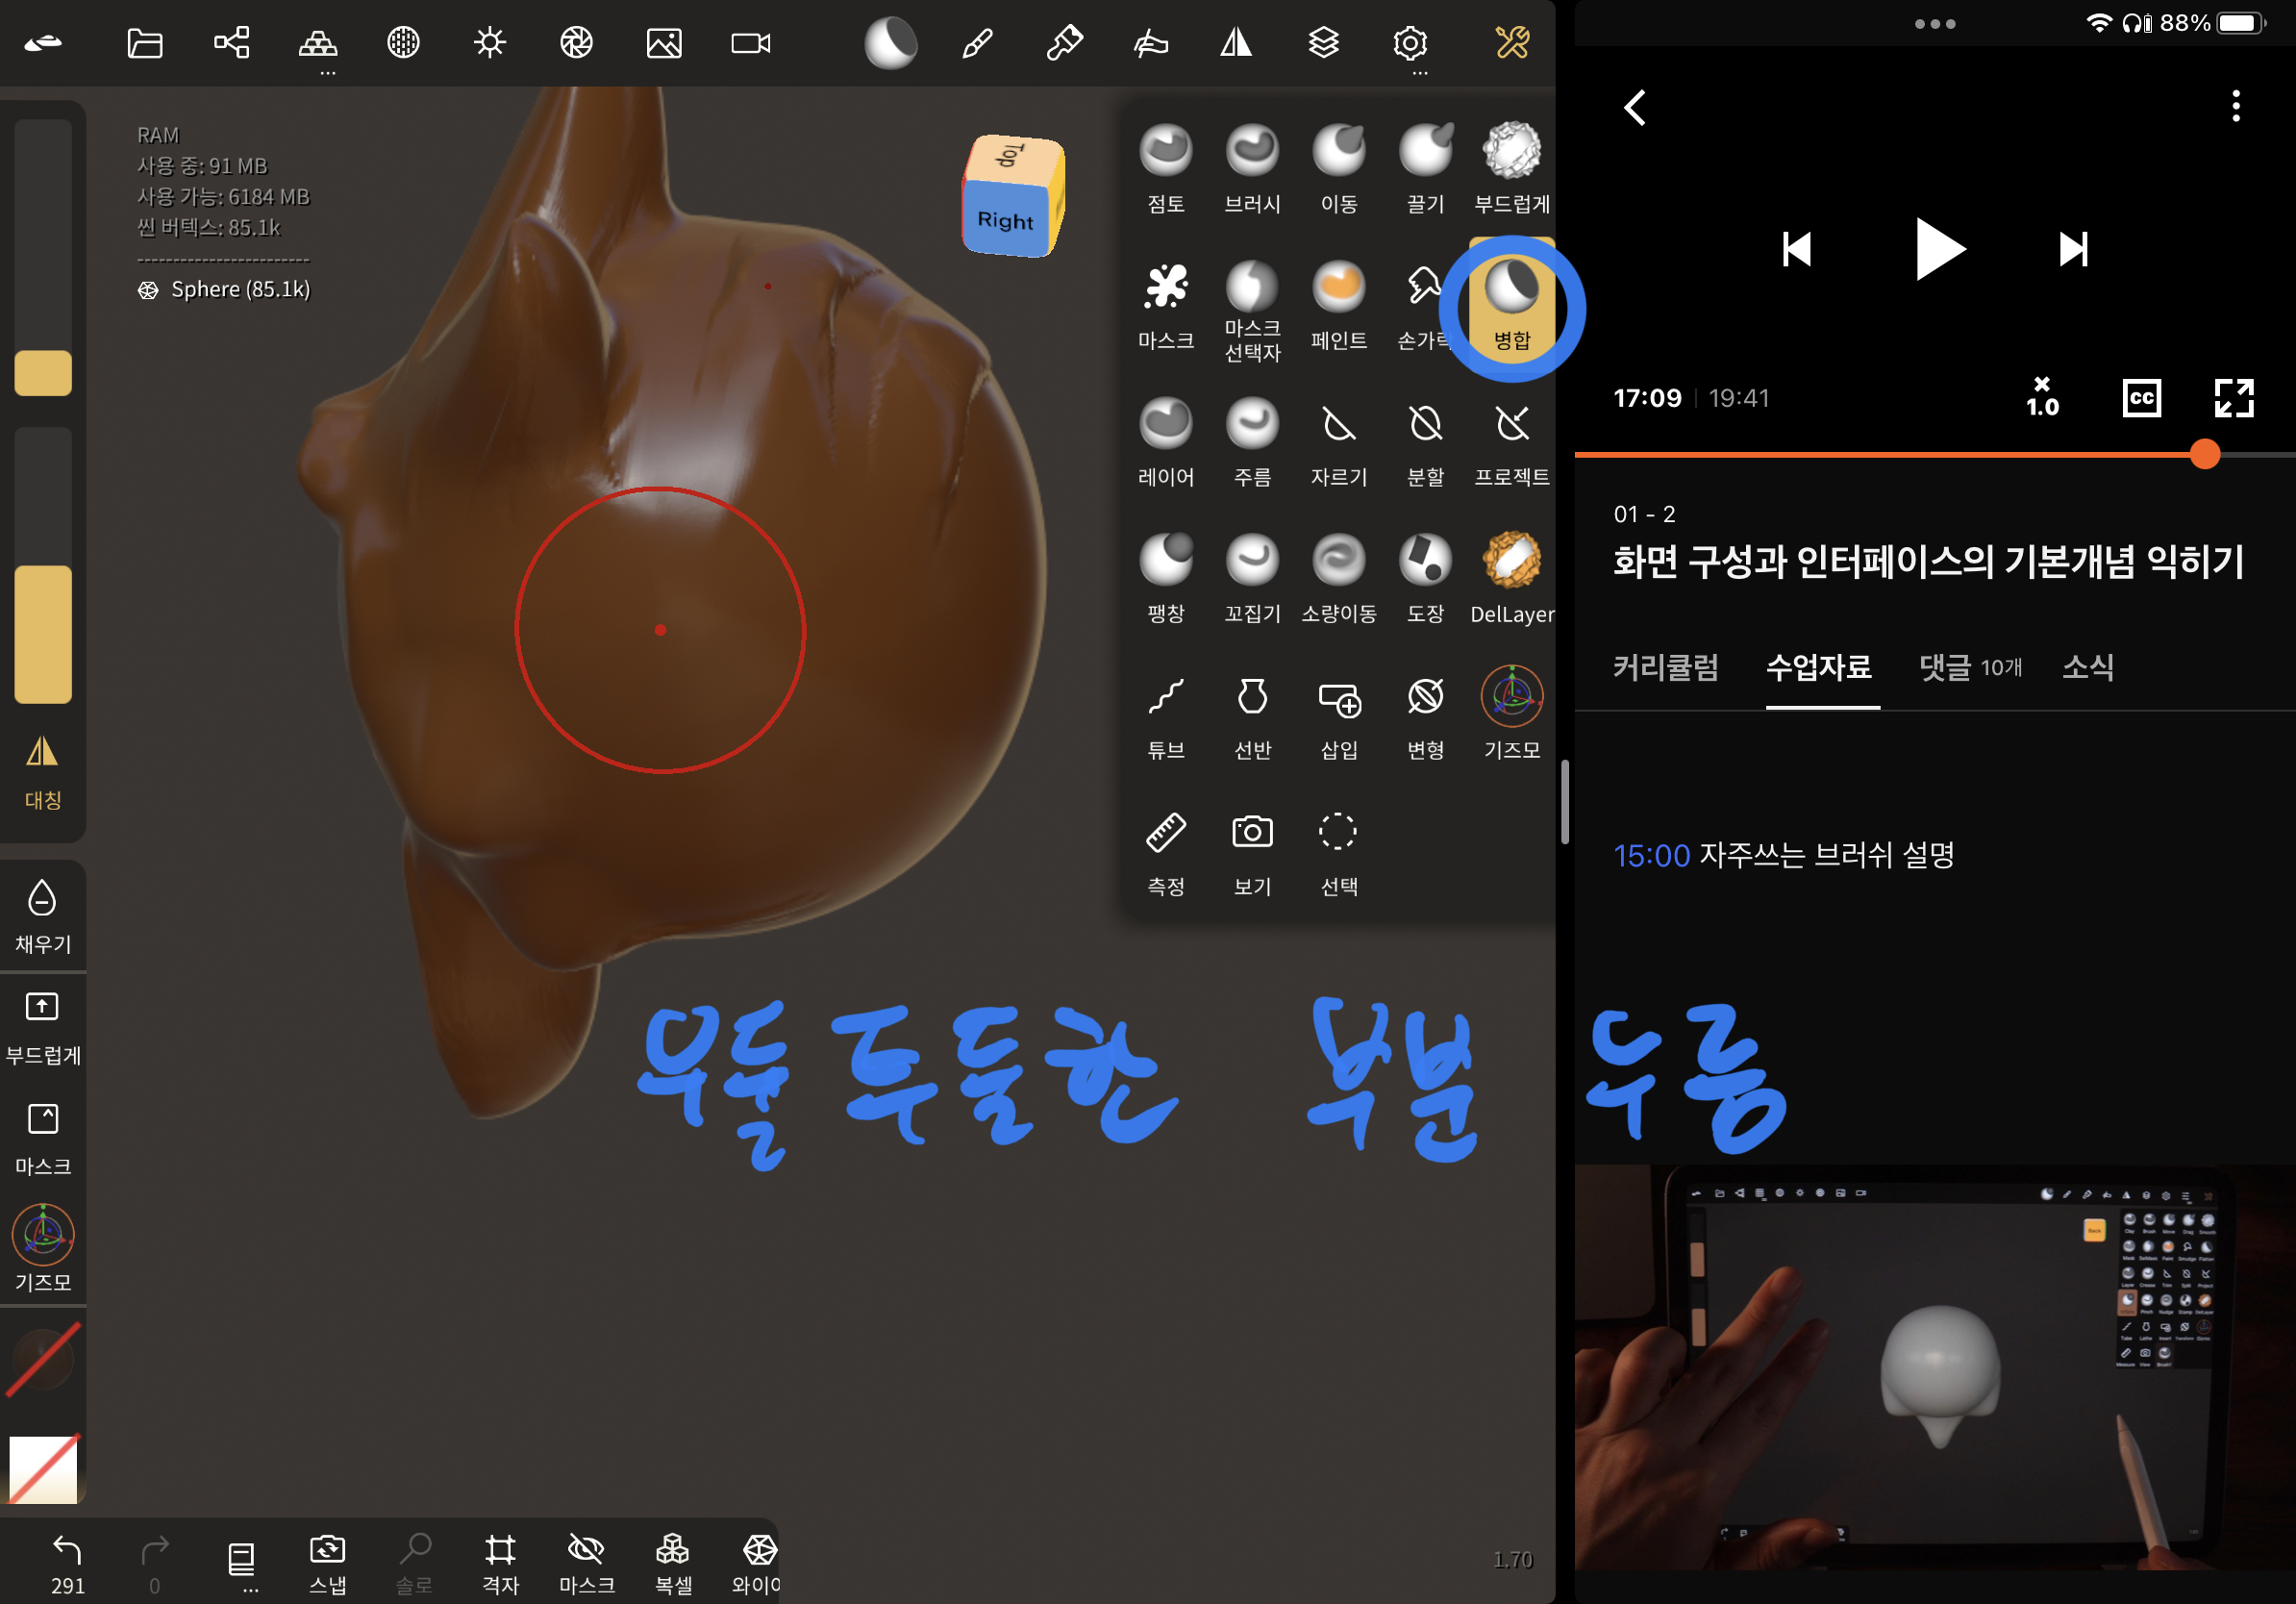 RAM
사용 중: 91 MB
사용 가능: 6184 MB
씬 버텍스: 85.1k
------------------------
Sphere (85.1k)
Top
Right
점토 브러시 이동 끌기 부드럽게
마스크 마스크 선택자 페인트 손가락 병합
레이어 주름 자르기 분할 프로젝트
팽창 꼬집기 소량이동 도장 DelLayer
튜브 선반 삽입 변형 기즈모
측정 보기 선택
대칭
채우기
부드럽게
마스크
기즈모
291 0 스냅 솔로 격자 마스크 복셀 와이어
1.70
88%
17:09 | 19:41
× 1.0
CC
01 - 2
화면 구성과 인터페이스의 기본개념 익히기
커리큘럼 수업자료 댓글 10개 소식
15:00 자주쓰는 브러쉬 설명
부분
Back